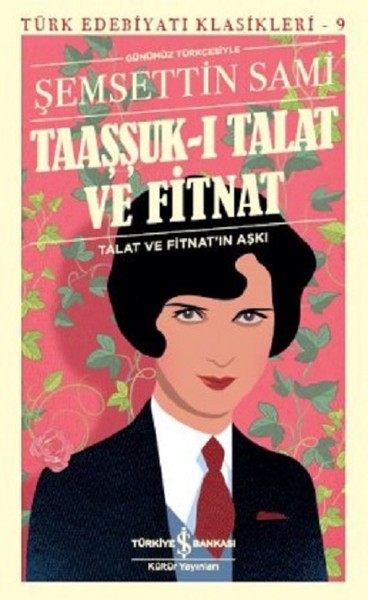 TÜRK EDEBİYATI KLASİKLERİ - 9
GÜNÜMÜZ TÜRKÇESİYLE
ŞEMSETTİN SAMİ
TAAŞŞUK-I TALAT
VE FİTNAT
TALAT VE FİTNAT'IN AŞKI
TÜRKİYE İŞ BANKASI
Kültür Yayınları